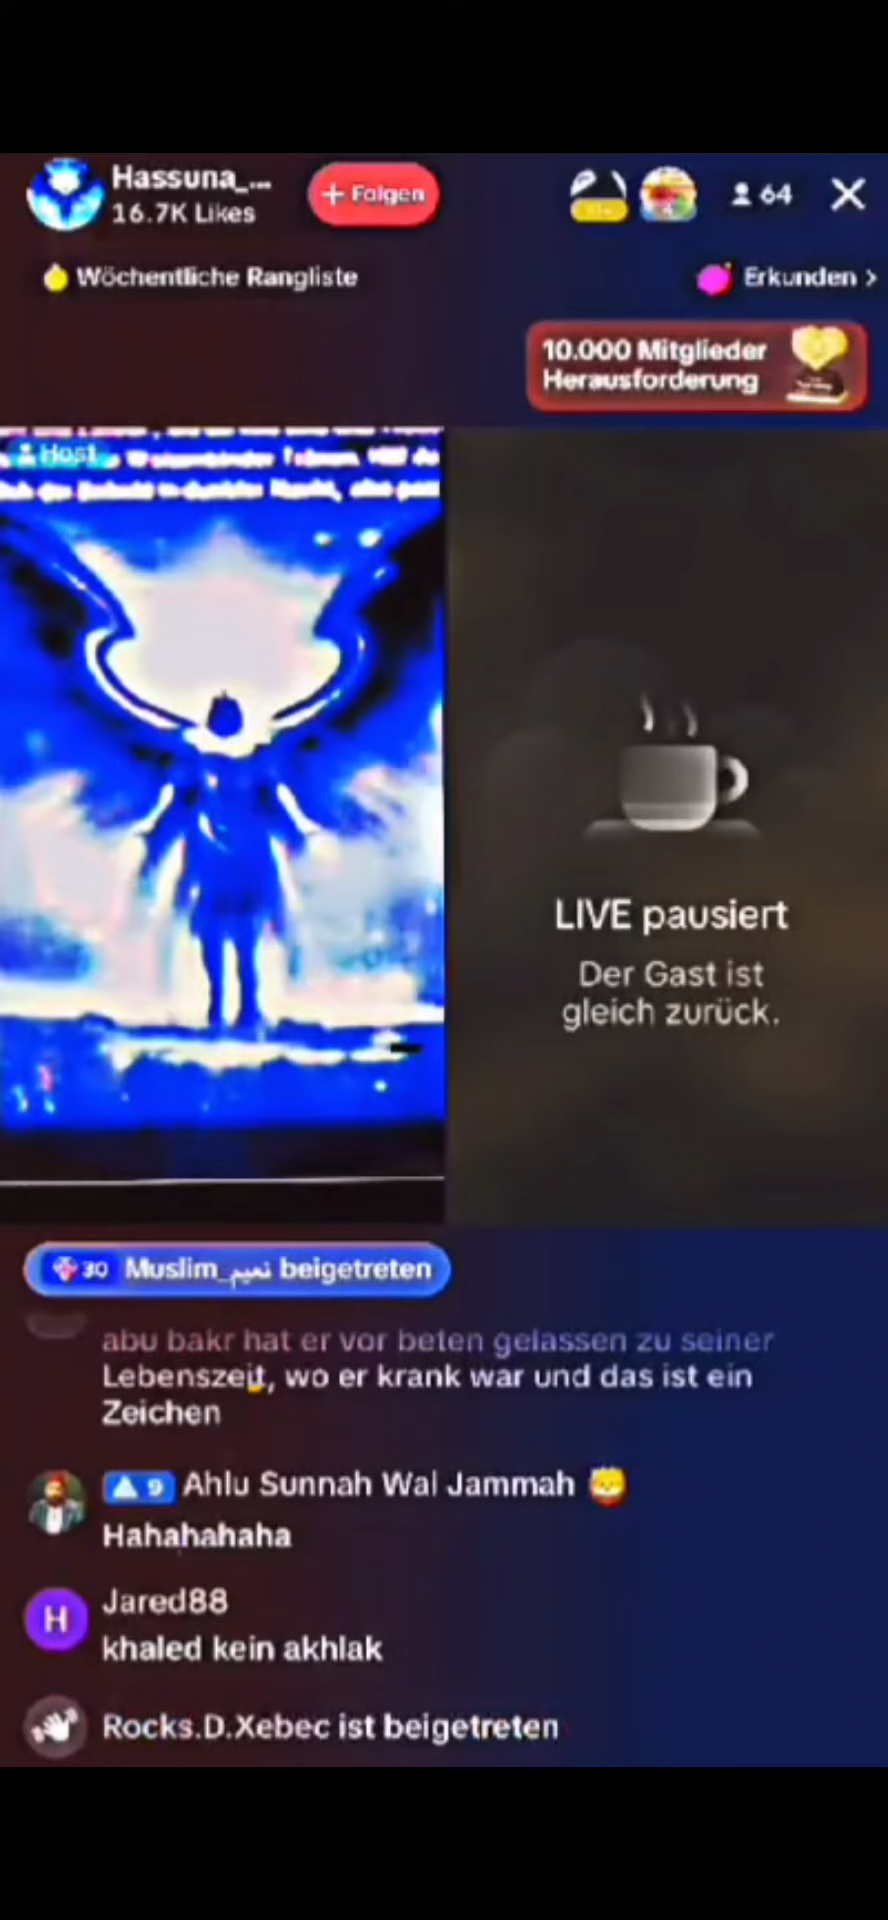 Hassuna_...
16.7K Likes
+ Folgen
64
Wöchentliche Rangliste
Erkunden >
10.000 Mitglieder
Herausforderung
Host
LIVE pausiert
Der Gast ist
gleich zurück.
30 Muslim_نعيم beigetreten
abu bakr hat er vor beten gelassen zu seiner
Lebenszeit, wo er krank war und das ist ein
Zeichen
9 Ahlu Sunnah Wal Jammah
Hahahahaha
H
Jared88
khaled kein akhlak
Rocks.D.Xebec ist beigetreten